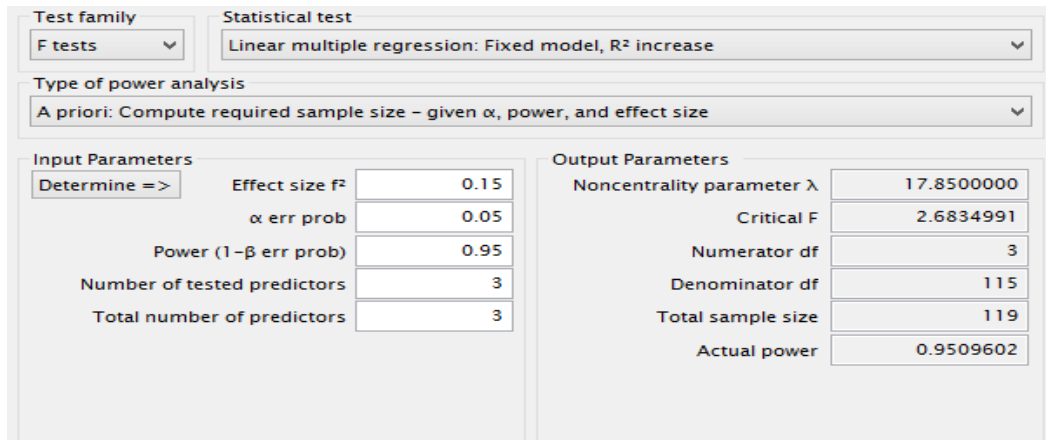 Test family
Statistical test
F tests
Linear multiple regression: Fixed model, R² increase
Type of power analysis
A priori: Compute required sample size – given α, power, and effect size
Input Parameters
Determine =>
Effect size f²
0.15
α err prob
0.05
Power (1–β err prob)
0.95
Number of tested predictors
3
Total number of predictors
3
Output Parameters
Noncentrality parameter λ
17.8500000
Critical F
2.6834991
Numerator df
3
Denominator df
115
Total sample size
119
Actual power
0.9509602